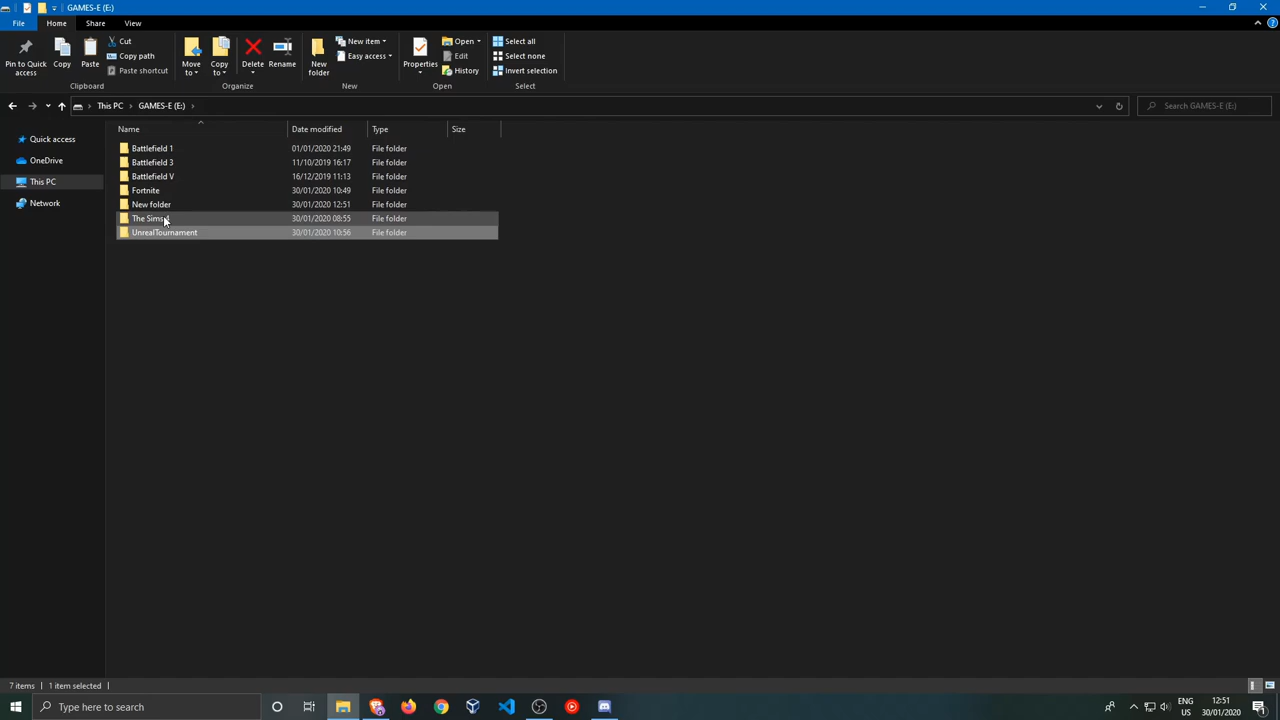 GAMES-E (E:)
File Home Share View
Pin to Quick access
Copy
Paste
Cut
Copy path
Paste shortcut
Clipboard
Move to
Copy to
Delete
Rename
Organize
New folder
New item
Easy access
New
Properties
Open
Edit
History
Open
Select all
Select none
Invert selection
Select
This PC > GAMES-E (E:) >
Search GAMES-E (E:)
Quick access
OneDrive
This PC
Network
Name Date modified Type Size
Battlefield 1 01/01/2020 21:49 File folder
Battlefield 3 11/10/2019 16:17 File folder
Battlefield V 16/12/2019 11:13 File folder
Fortnite 30/01/2020 10:49 File folder
New folder 30/01/2020 12:51 File folder
The Sims 30/01/2020 08:55 File folder
UnrealTournament 30/01/2020 10:56 File folder
7 items 1 item selected
Type here to search
ENG
US
12:51
30/01/2020